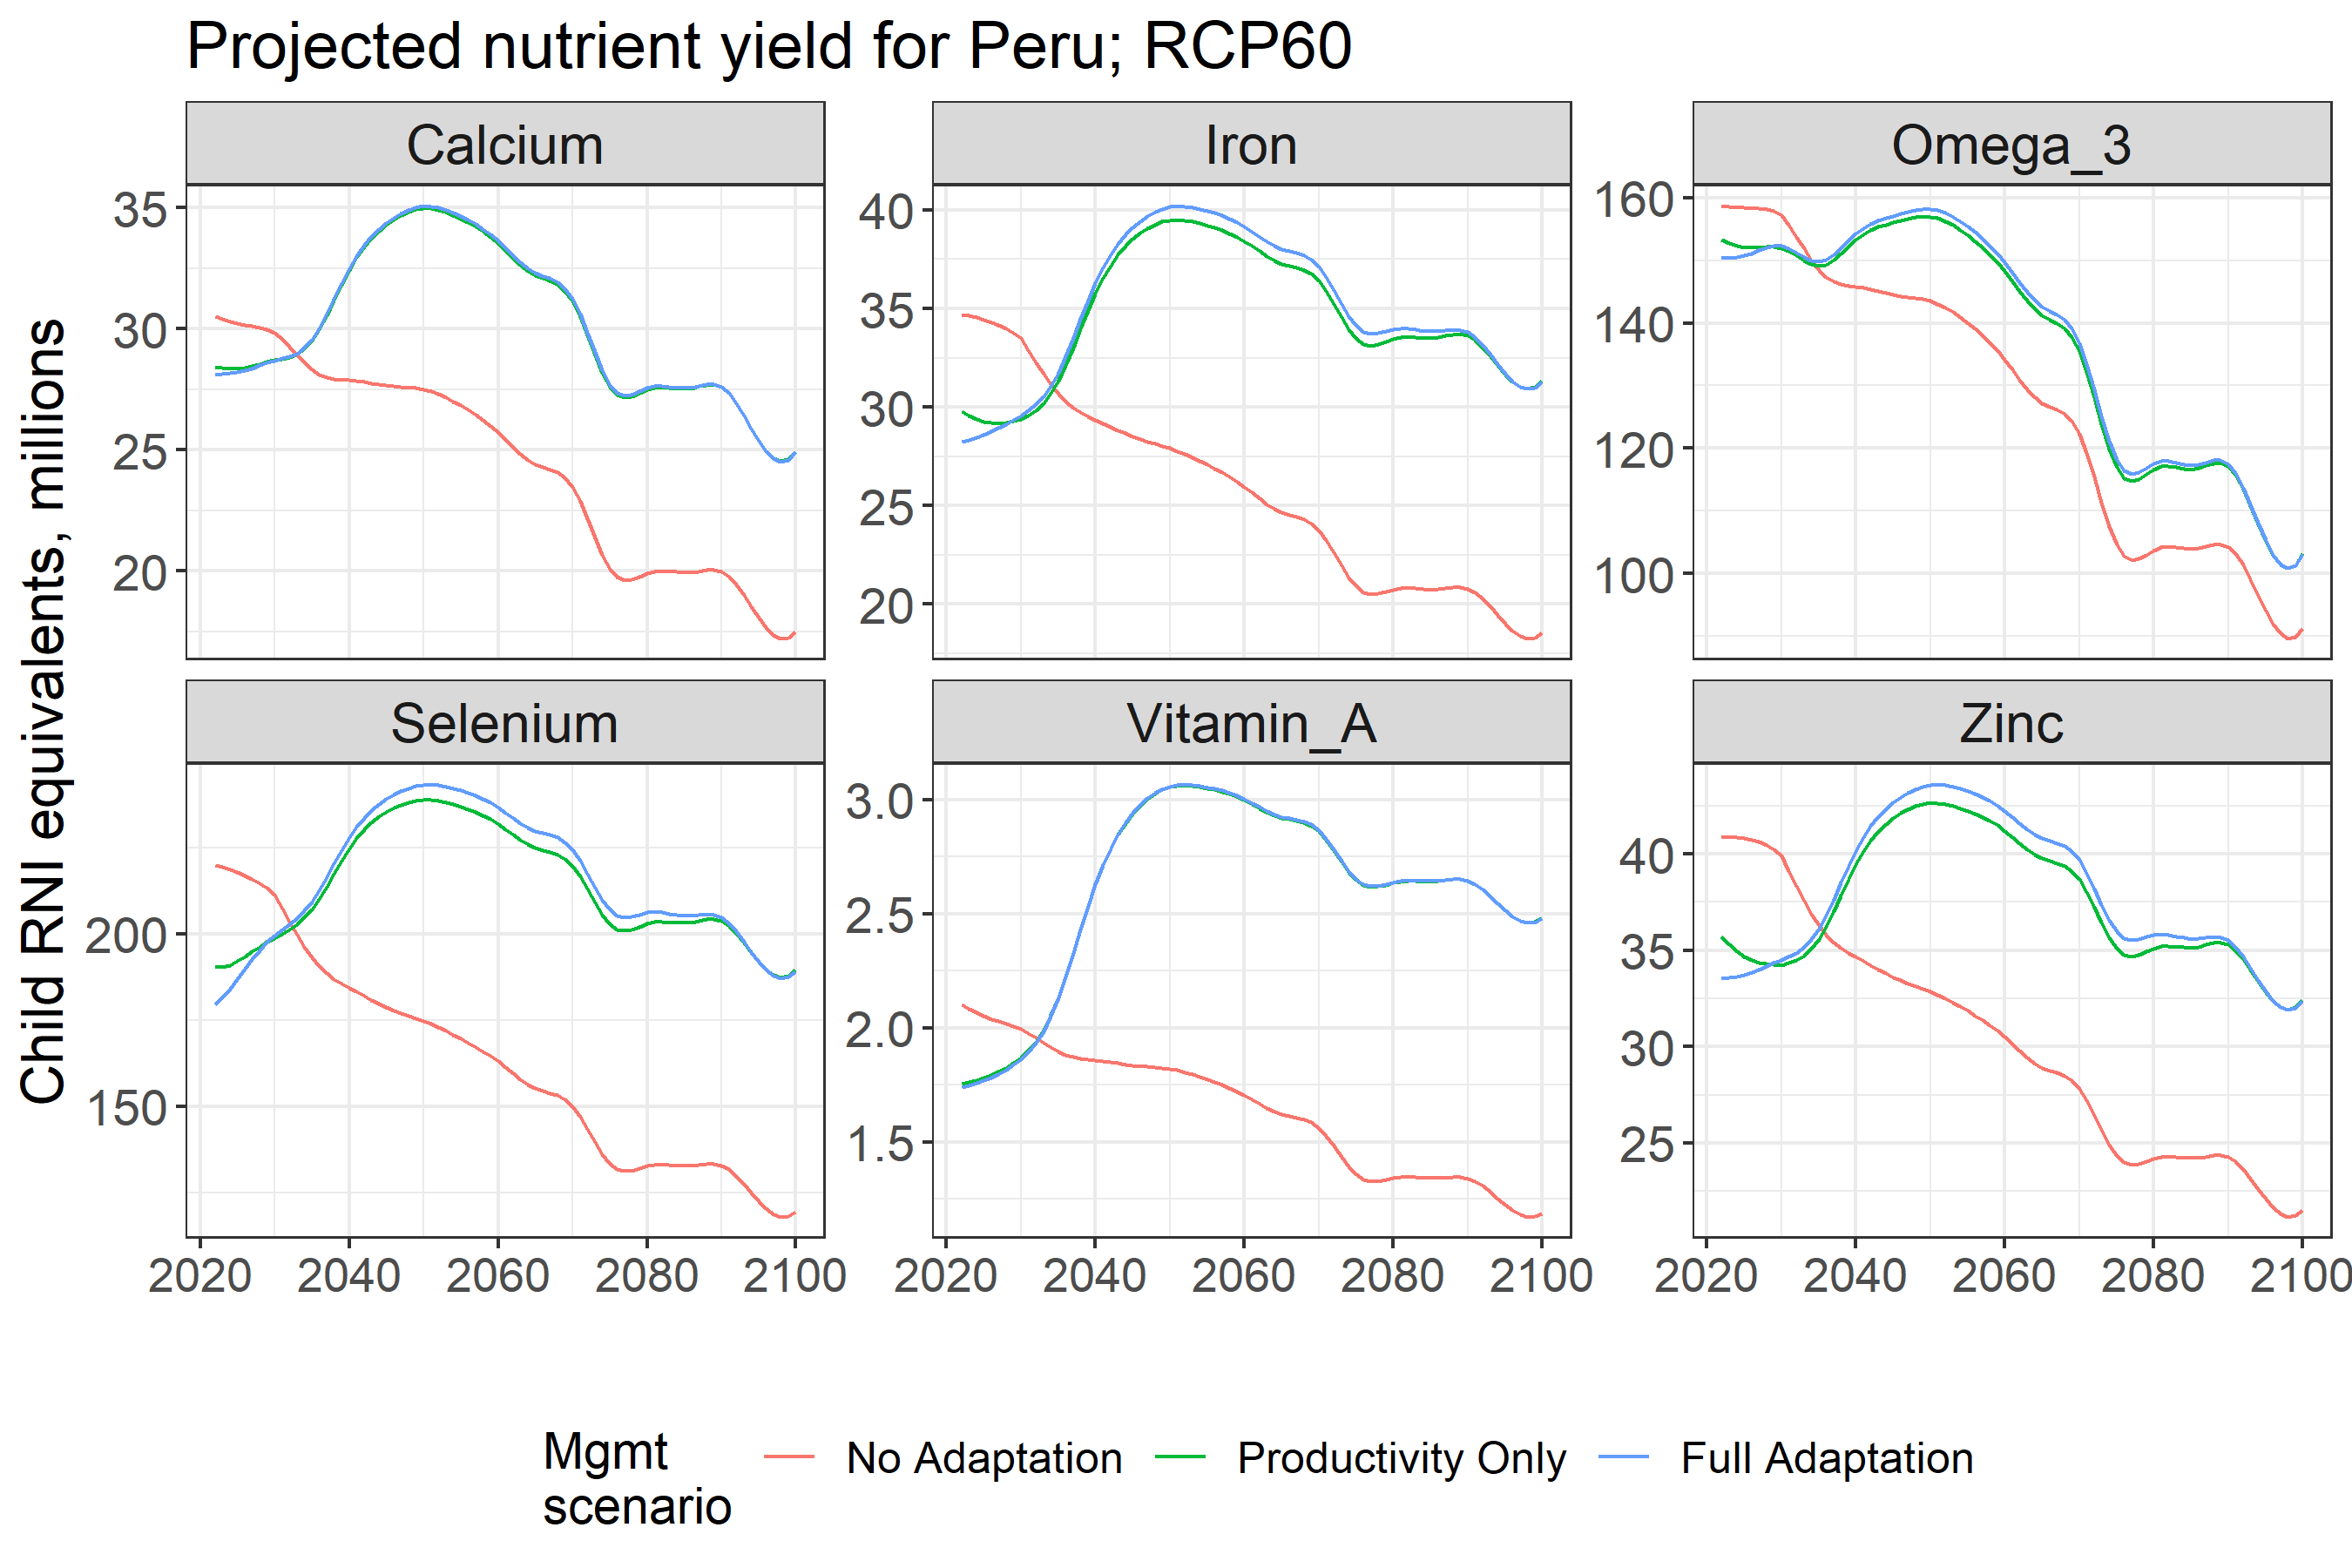 Projected nutrient yield for Peru; RCP60
Child RNI equivalents, millions
Calcium
35
30
25
20
Iron
40
35
30
25
20
Omega_3
160
140
120
100
Selenium
200
150
2020 2040 2060 2080 2100
Vitamin_A
3.0
2.5
2.0
1.5
2020 2040 2060 2080 2100
Zinc
40
35
30
25
2020 2040 2060 2080 2100
Mgmt
scenario
No Adaptation Productivity Only Full Adaptation